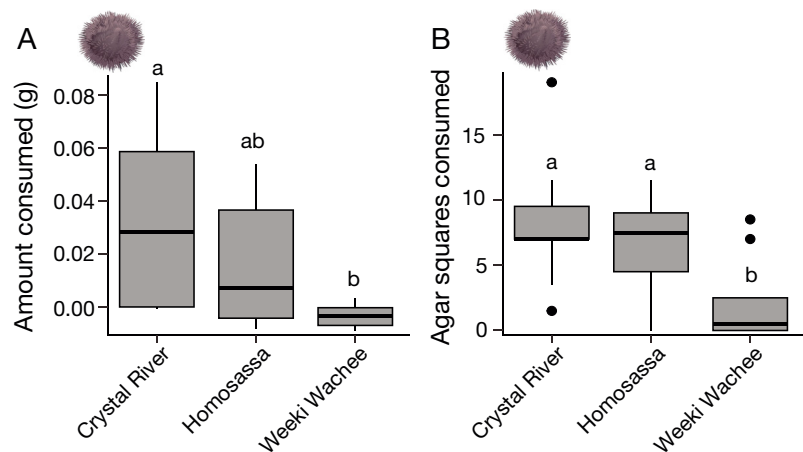 A
Amount consumed (g)
0.08
0.06
0.04
0.02
0.00
a
ab
b
Crystal River
Homosassa
Weeki Wachee
B
Agar squares consumed
15
10
5
0
a
a
b
Crystal River
Homosassa
Weeki Wachee